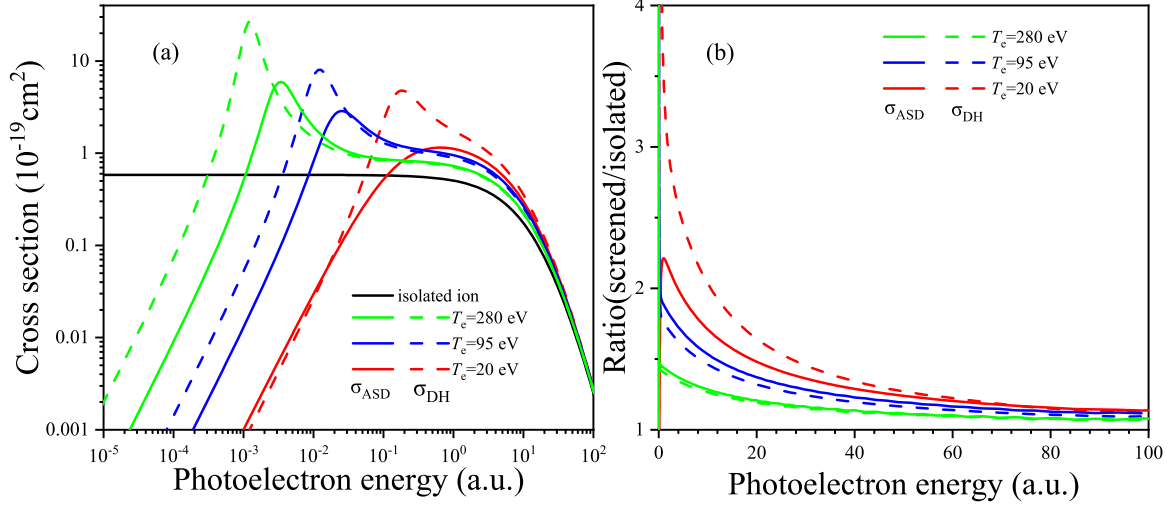 (a)
Cross section (10⁻¹⁹cm²)
10
1
0.1
0.01
0.001
isolated ion
Tₑ=280 eV
Tₑ=95 eV
Tₑ=20 eV
σ_ASD σ_DH
10⁻⁵ 10⁻⁴ 10⁻³ 10⁻² 10⁻¹ 10⁰ 10¹ 10²
Photoelectron energy (a.u.)
(b)
Ratio(screened/isolated)
4
3
2
1
Tₑ=280 eV
Tₑ=95 eV
Tₑ=20 eV
σ_ASD σ_DH
0 20 40 60 80 100
Photoelectron energy (a.u.)